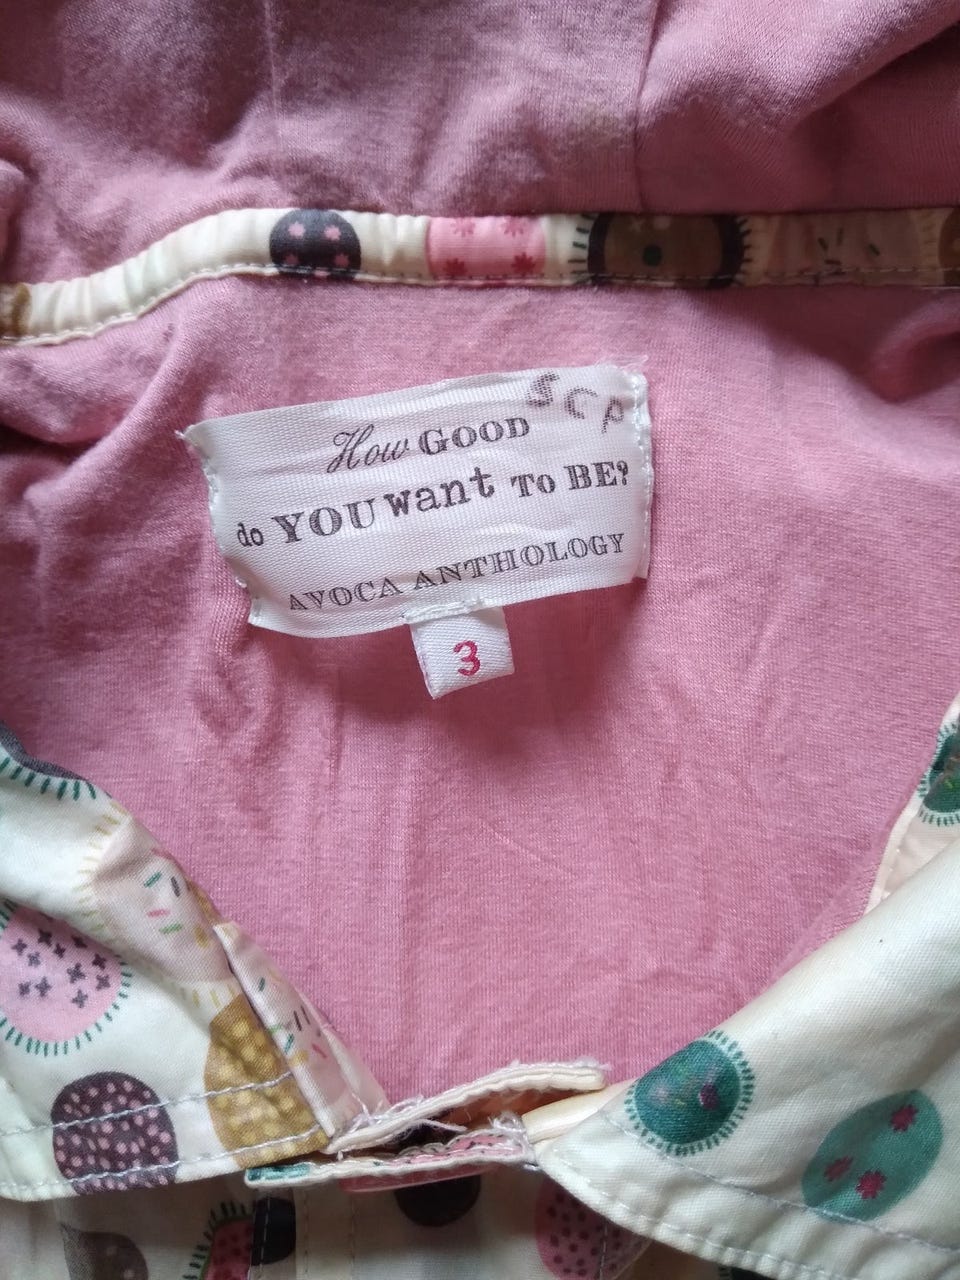 SCP
How GOOD
do YOU want TO BE?
AVOCA ANTHOLOGY
3